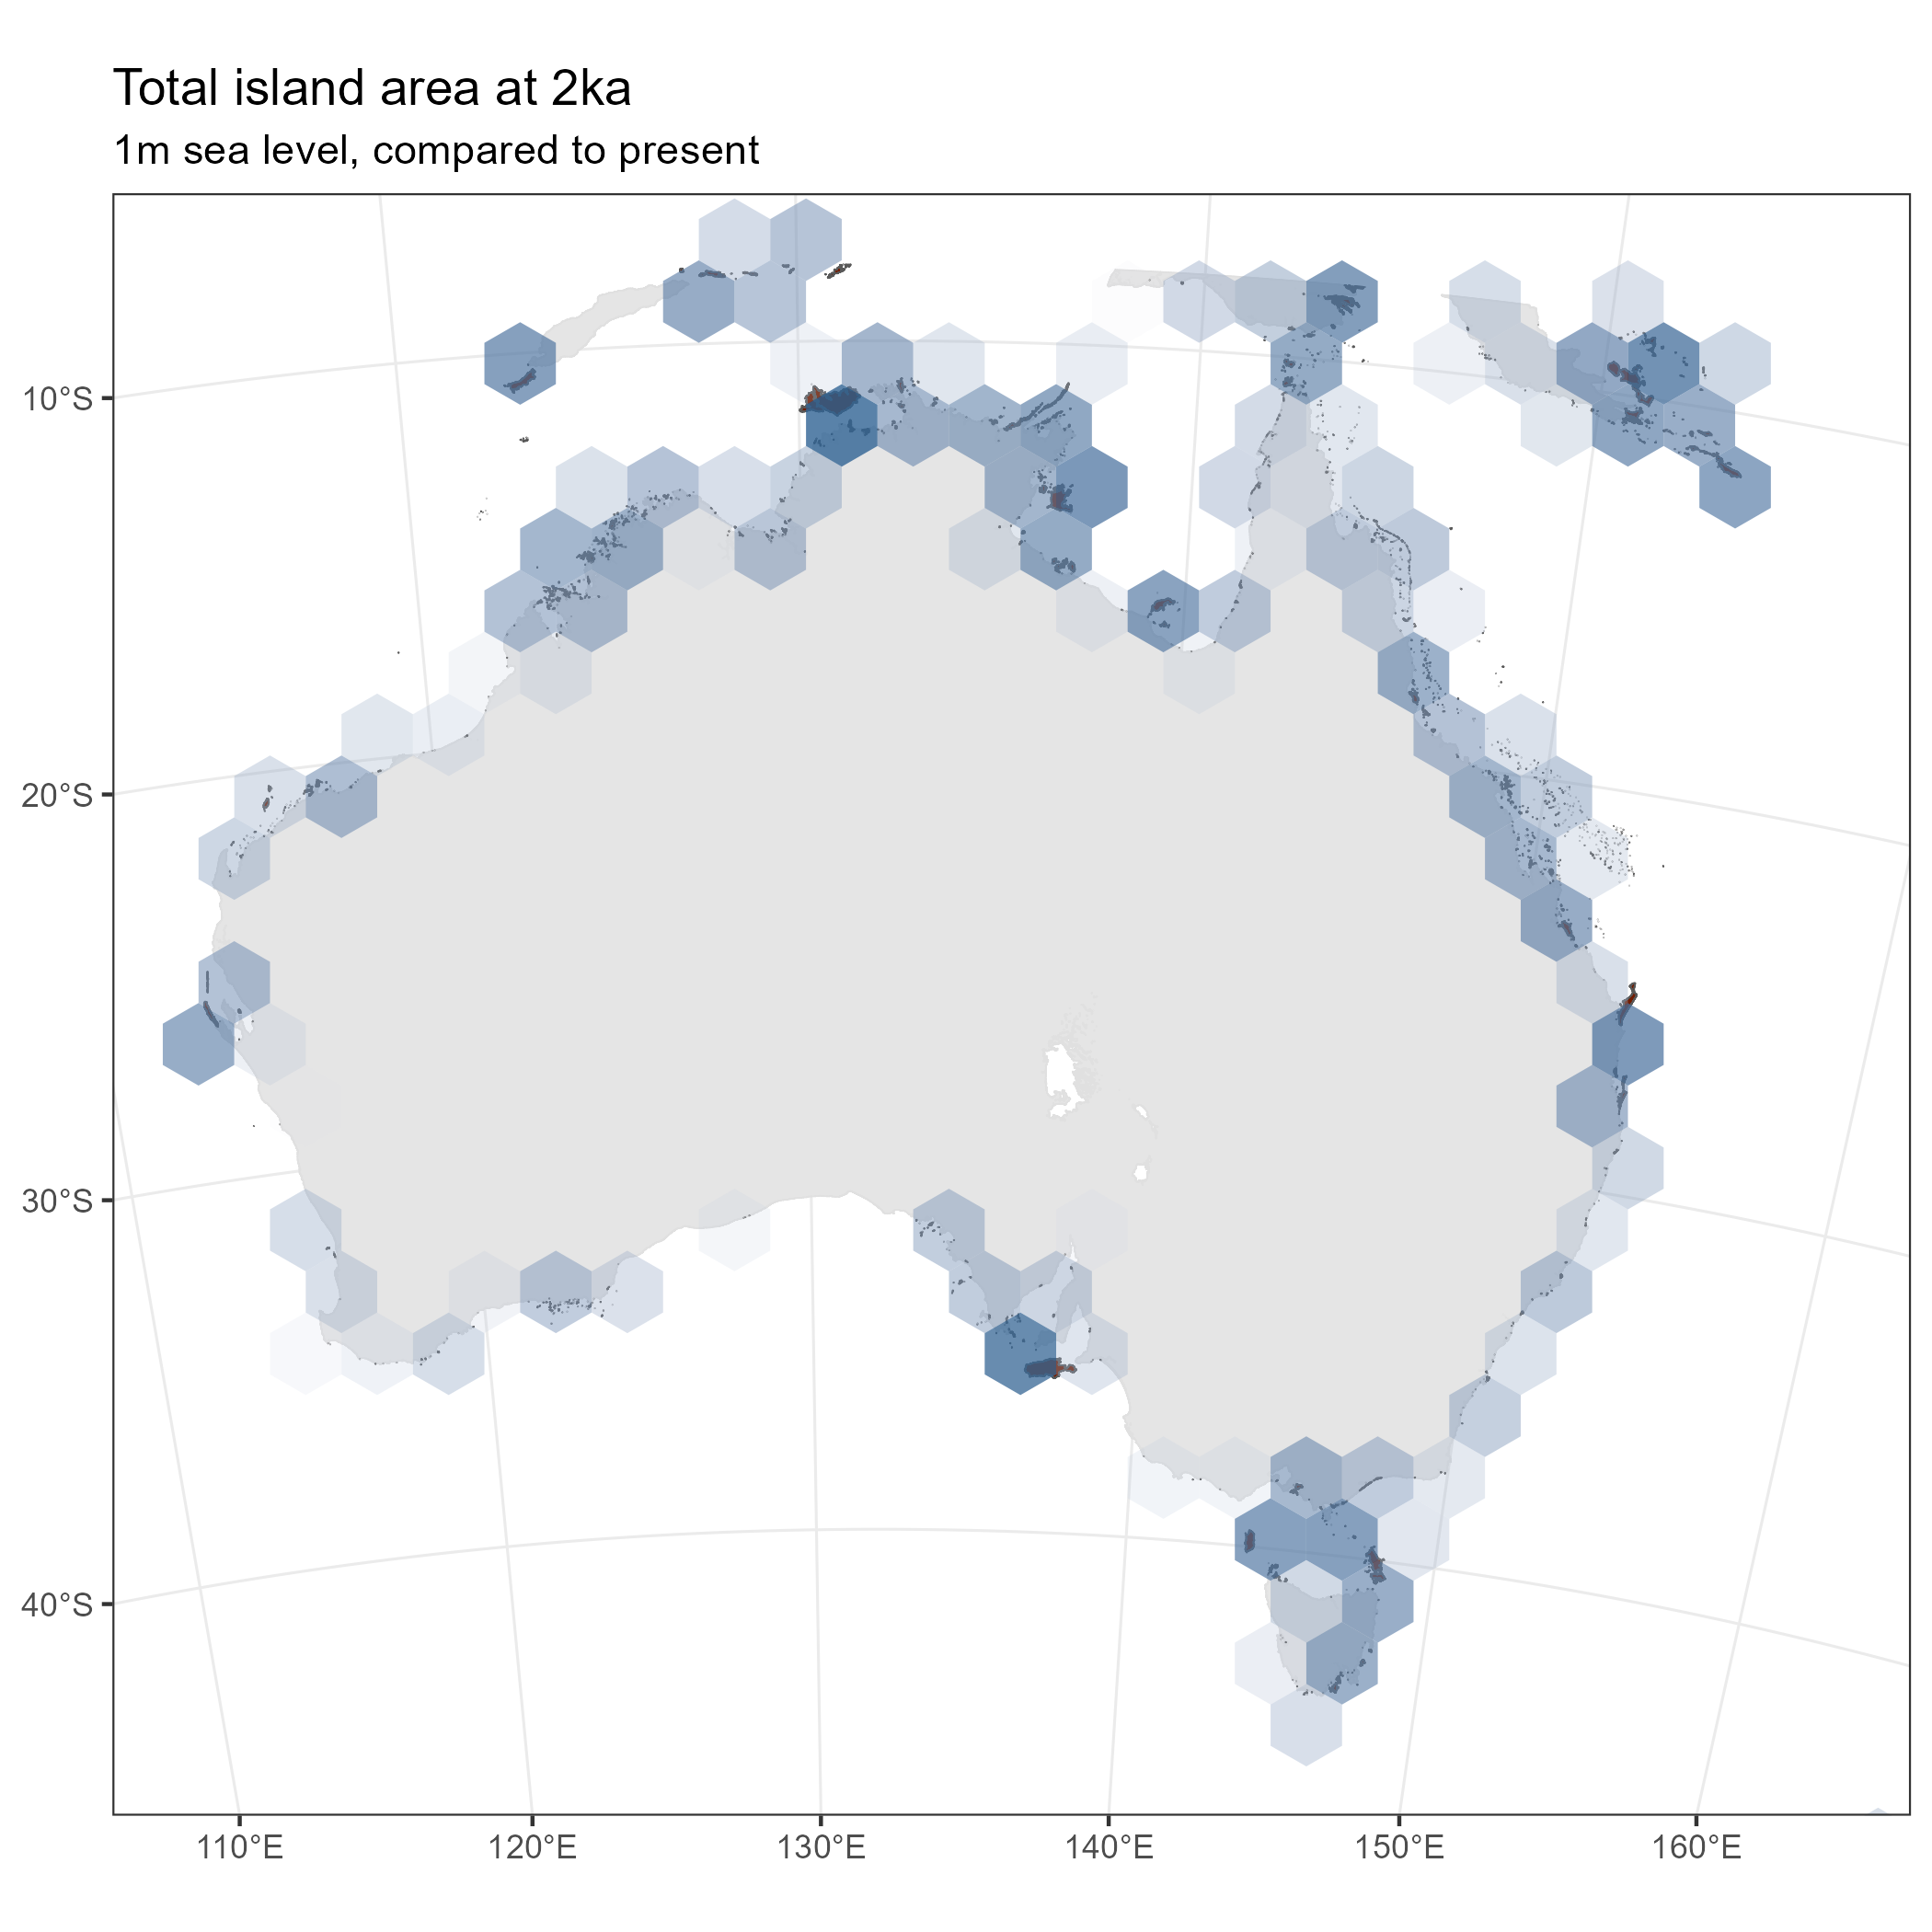 Total island area at 2ka
1m sea level, compared to present
10°S
20°S
30°S
40°S
110°E
120°E
130°E
140°E
150°E
160°E